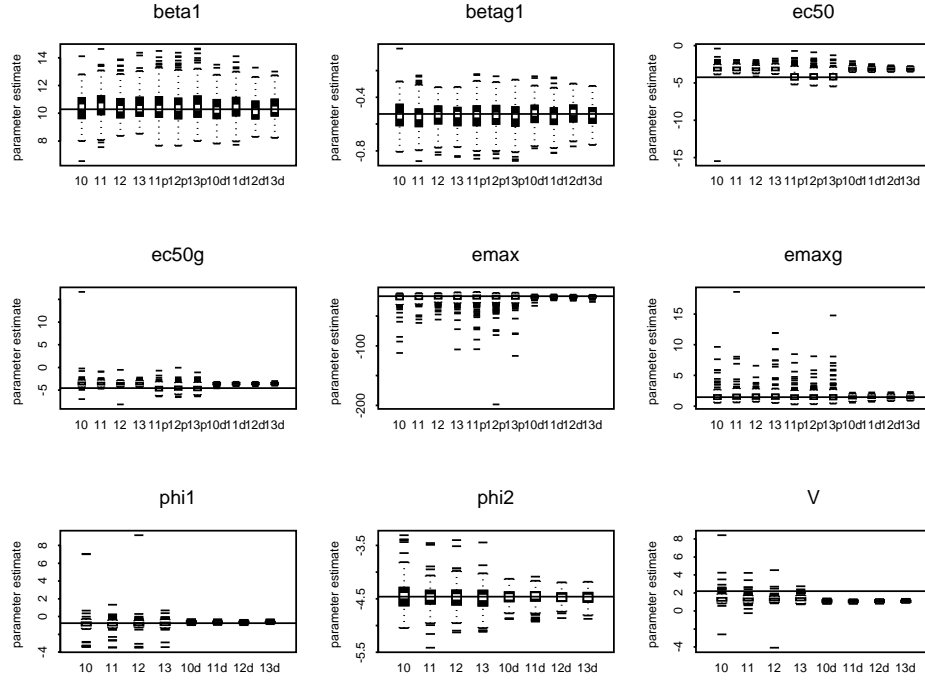 beta1
parameter estimate
8 10 12 14
10 11 12 13 11p12p13p10d11d12d13d
betag1
parameter estimate
-0.8 -0.4
10 11 12 13 11p12p13p10d11d12d13d
ec50
parameter estimate
-15 -10 -5 0
10 11 12 13 11p12p13p10d11d12d13d
ec50g
parameter estimate
-5 0 5 10
10 11 12 13 11p12p13p10d11d12d13d
emax
parameter estimate
-200 -100
10 11 12 13 11p12p13p10d11d12d13d
emaxg
parameter estimate
0 5 10 15
10 11 12 13 11p12p13p10d11d12d13d
phi1
parameter estimate
-4 0 2 4 6 8
10 11 12 13 10d 11d 12d 13d
phi2
parameter estimate
-5.5 -4.5 -3.5
10 11 12 13 10d 11d 12d 13d
V
parameter estimate
-4 0 2 4 6 8
10 11 12 13 10d 11d 12d 13d